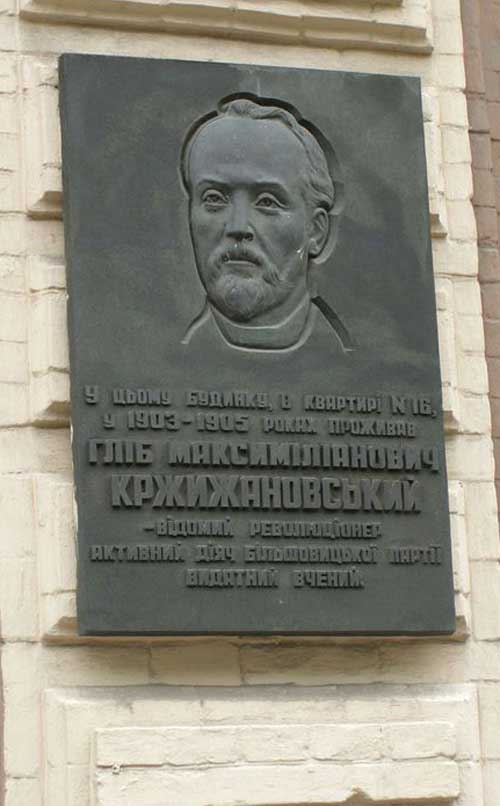 У ЦЬОМУ БУДИНКУ, В КВАРТИРІ N 16,
У 1903-1905 РОКАХ ПРОЖИВАВ
ГЛІБ МАКСИМІЛІАНОВИЧ
КРЖИЖАНОВСЬКИЙ
-ВІДОМИЙ РЕВОЛЮЦІОНЕР
АКТИВНИЙ ДІЯЧ БІЛЬШОВИЦЬКОЇ ПАРТІЇ
ВИДАТНИЙ ВЧЕНИЙ.